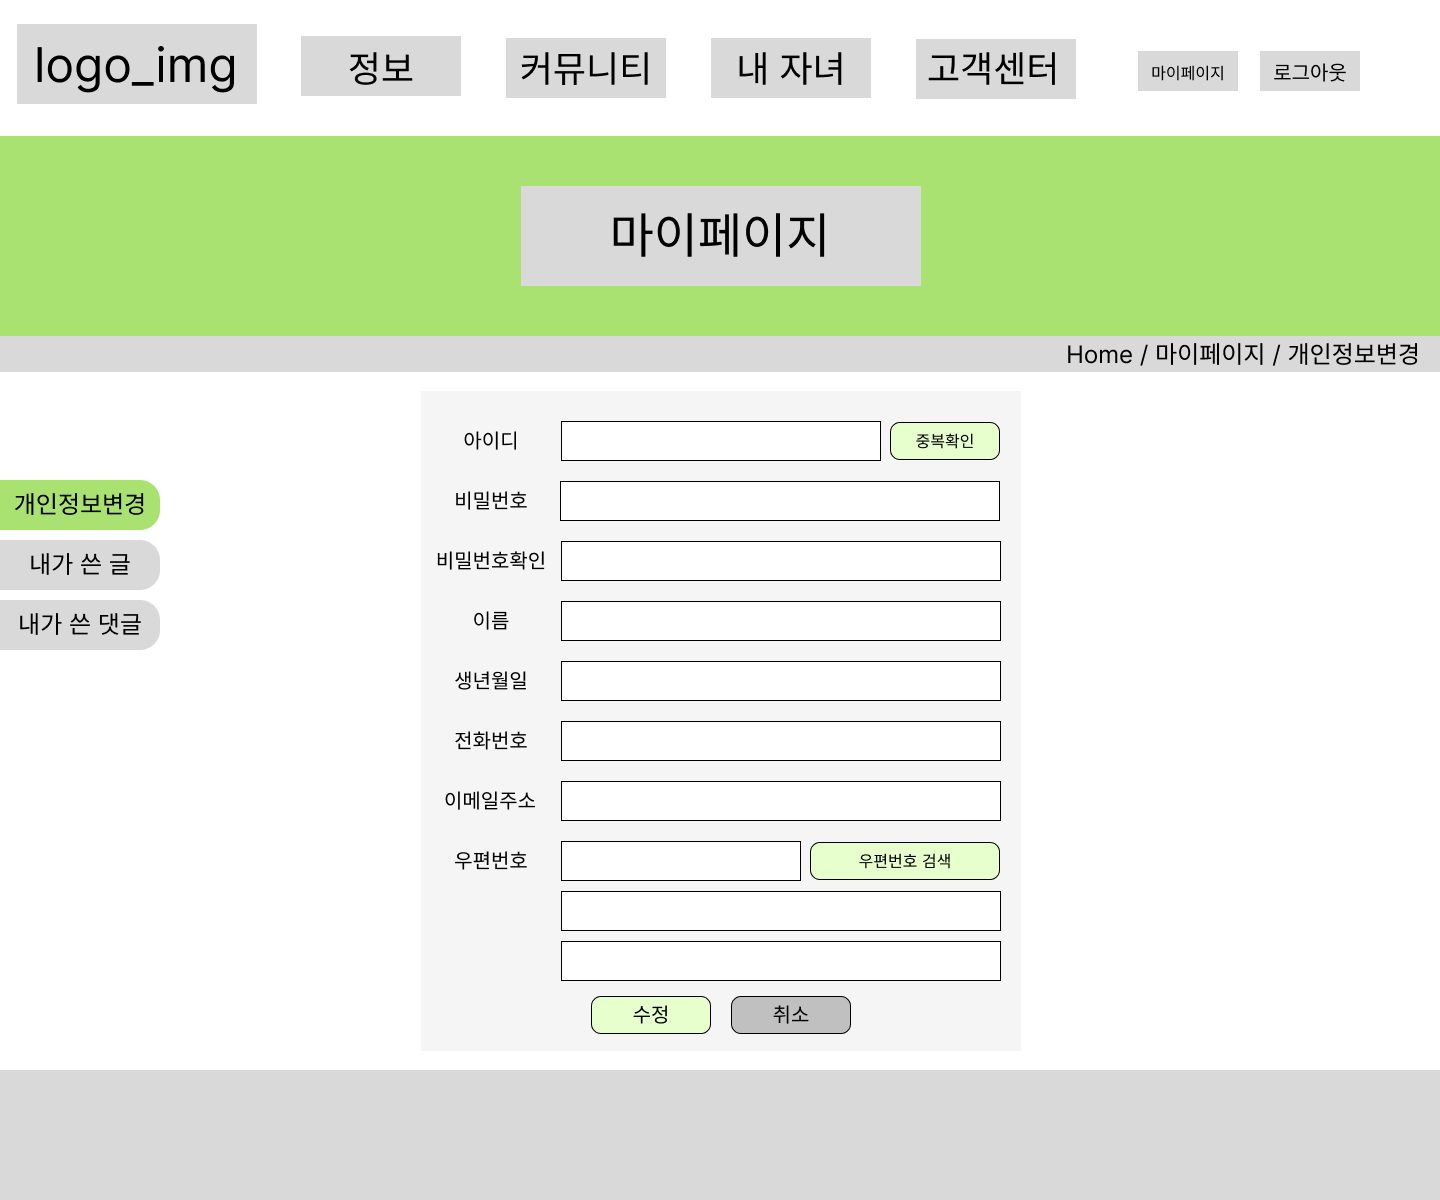 logo_img
정보
커뮤니티
내 자녀
고객센터
마이페이지
로그아웃
마이페이지
Home / 마이페이지 / 개인정보변경
개인정보변경
내가 쓴 글
내가 쓴 댓글
아이디
중복확인
비밀번호
비밀번호확인
이름
생년월일
전화번호
이메일주소
우편번호
우편번호 검색
수정
취소